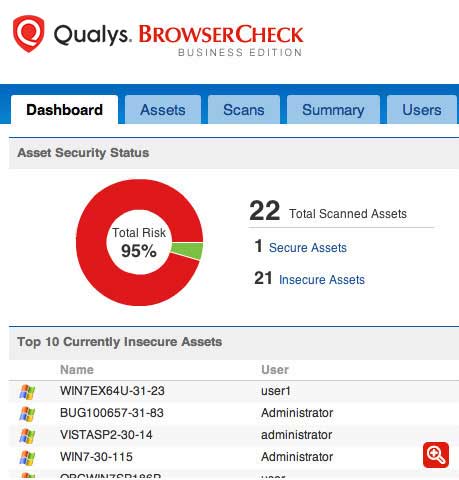 Qualys. BROWSERCHECK
BUSINESS EDITION
Dashboard Assets Scans Summary Users
Asset Security Status
Total Risk
95%
22 Total Scanned Assets
1 Secure Assets
21 Insecure Assets
Top 10 Currently Insecure Assets
Name User
WIN7EX64U-31-23 user1
BUG100657-31-83 Administrator
VISTASP2-30-14 administrator
WIN7-30-115 Administrator